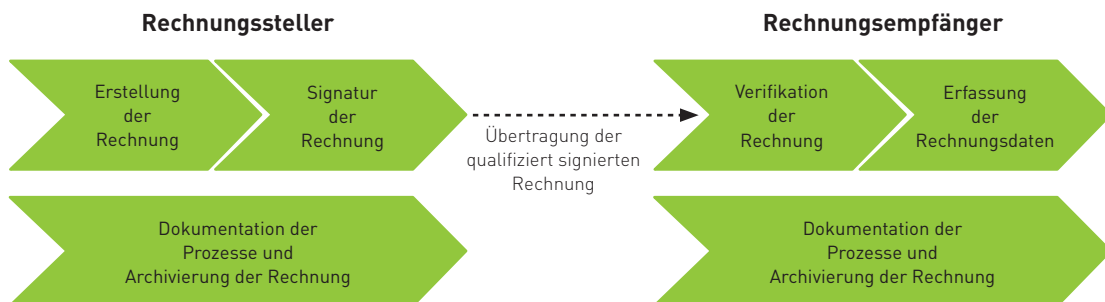 Rechnungssteller
Erstellung
der
Rechnung
Signatur
der
Rechnung
Übertragung der
qualifiziert signierten
Rechnung
Dokumentation der
Prozesse und
Archivierung der Rechnung
Rechnungsempfänger
Verifikation
der
Rechnung
Erfassung
der
Rechnungsdaten
Dokumentation der
Prozesse und
Archivierung der Rechnung